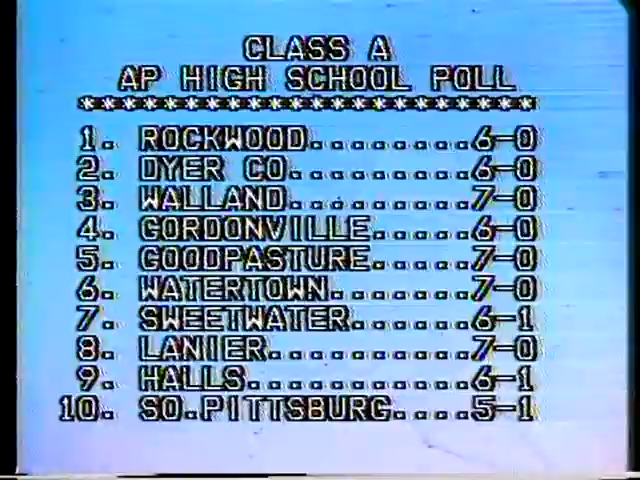 CLASS A
AP HIGH SCHOOL POLL
**********************
1. ROCKWOOD........6-0
2. DYER CO.........6-0
3. WALLAND.........7-0
4. GORDONVILLE.....6-0
5. GOODPASTURE.....7-0
6. WATERTOWN.......7-0
7. SWEETWATER......6-1
8. LANIER..........7-0
9. HALLS...........6-1
10. SO.PITTSBURG....5-1